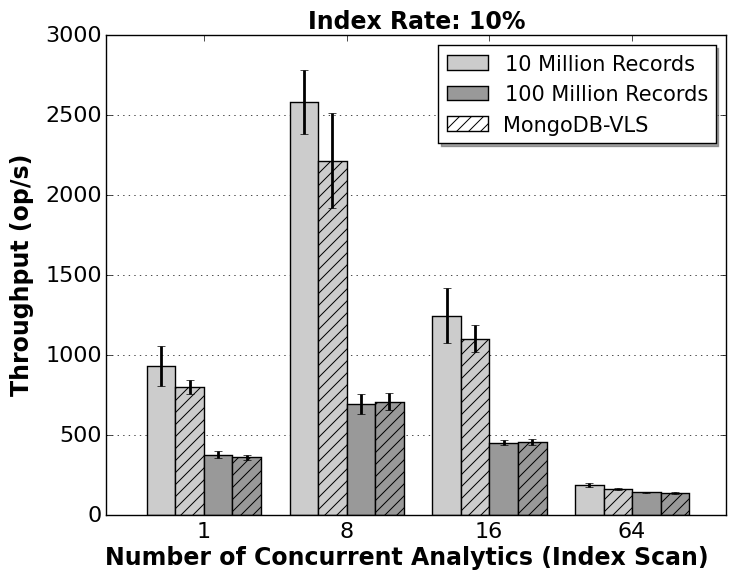 Index Rate: 10%
3000
2500
2000
1500
1000
500
0
Throughput (op/s)
10 Million Records
100 Million Records
MongoDB-VLS
1 8 16 64
Number of Concurrent Analytics (Index Scan)